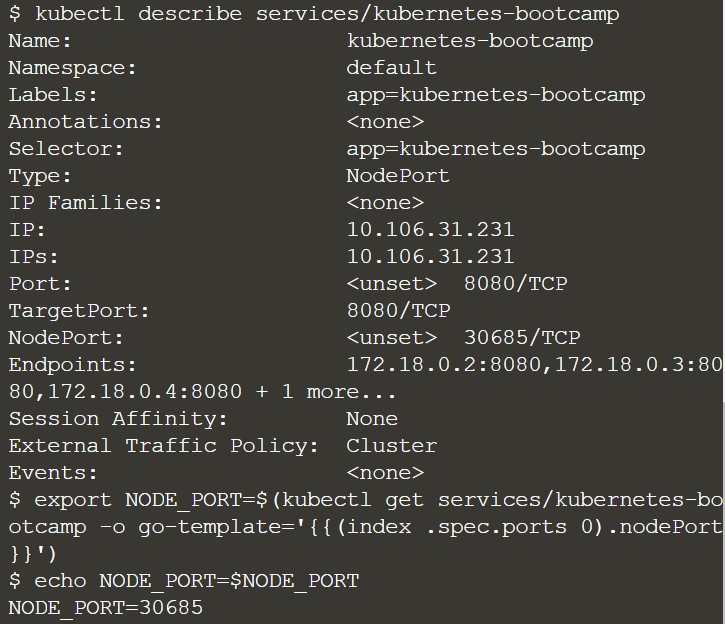 $ kubectl describe services/kubernetes-bootcamp
Name:                     kubernetes-bootcamp
Namespace:                default
Labels:                   app=kubernetes-bootcamp
Annotations:              <none>
Selector:                 app=kubernetes-bootcamp
Type:                     NodePort
IP Families:              <none>
IP:                       10.106.31.231
IPs:                      10.106.31.231
Port:                     <unset>  8080/TCP
TargetPort:               8080/TCP
NodePort:                 <unset>  30685/TCP
Endpoints:                172.18.0.2:8080,172.18.0.3:80
80,172.18.0.4:8080 + 1 more...
Session Affinity:         None
External Traffic Policy:  Cluster
Events:                   <none>
$ export NODE_PORT=$(kubectl get services/kubernetes-bo
otcamp -o go-template='{{(index .spec.ports 0).nodePort
}}')
$ echo NODE_PORT=$NODE_PORT
NODE_PORT=30685